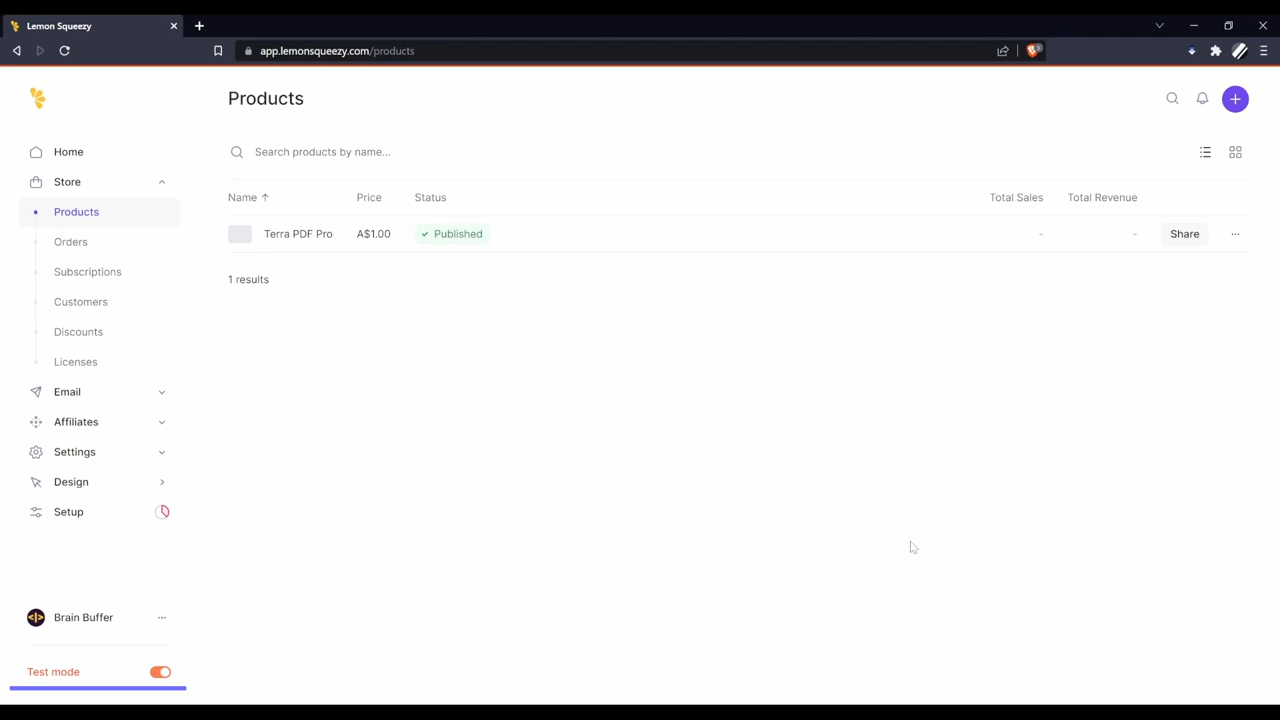 Lemon Squeezy
app.lemonsqueezy.com/products
3
Products
Home
Search products by name...
Store
Name Price Status Total Sales Total Revenue
Products
Terra PDF Pro A$1.00 Published - - Share
Orders
Subscriptions
1 results
Customers
Discounts
Licenses
Email
Affiliates
Settings
Design
Setup
Brain Buffer
Test mode